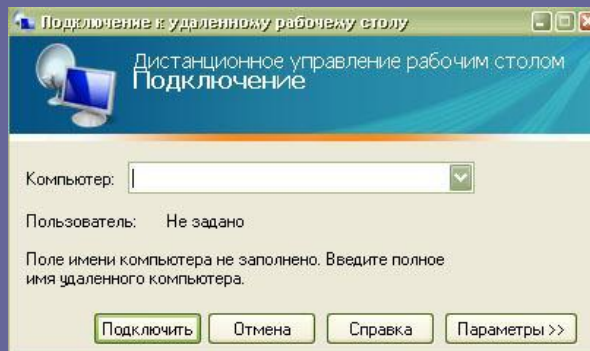 Подключение к удаленному рабочему столу
Дистанционное управление рабочим столом
Подключение
Компьютер:
Пользователь: Не задано
Поле имени компьютера не заполнено. Введите полное
имя удаленного компьютера.
Подключить Отмена Справка Параметры >>